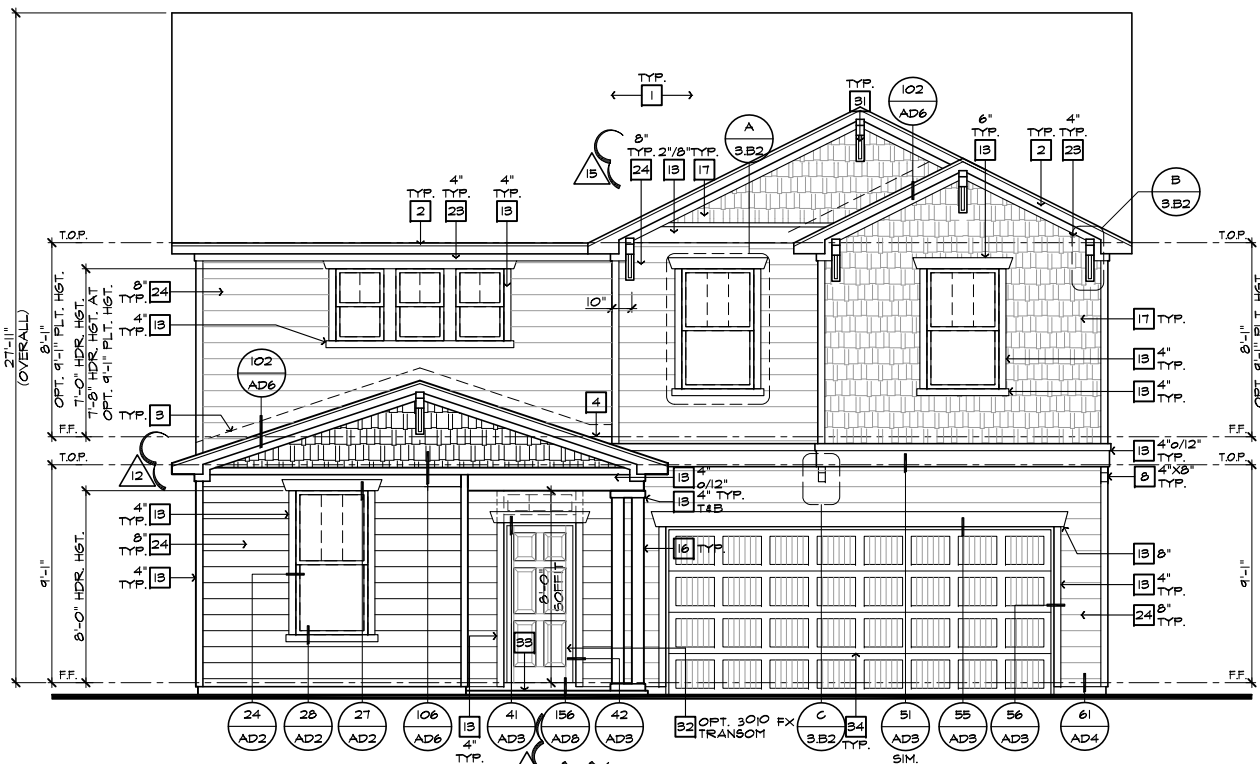 TYP.
1
TYP.
31
102
AD6
A
3.B2
8"
TYP.
24
2"/8"
13
TYP.
17
6"
TYP.
13
TYP.
2
4"
TYP.
23
B
3.B2
15
TYP.
2
4"
TYP.
23
4"
TYP.
13
T.O.P.
T.O.P.
27'-11"
(OVERALL)
8'-1"
OPT. 9'-1" PLT. HGT.
7'-0" HDR. HGT.
7'-8" HDR. HGT. AT
OPT. 9'-1" PLT. HGT.
8"
TYP.
24
4"
TYP.
13
10"
17 TYP.
13 4"
TYP.
13 4"
TYP.
8'-1"
OPT. 9'-1" PLT. HGT.
102
AD6
TYP. 3
4
F.F.
F.F.
12
T.O.P.
T.O.P.
13 4"0/12"
TYP.
8 4"X8"
TYP.
13 4"
0/12"
13 4" TYP.
T&B
4"
TYP.
13
8"
TYP.
24
4"
TYP.
13
9'-1"
8'-0" HDR. HGT.
8'-0"
SOFFIT
16 TYP.
13 8"
13 4"
TYP.
24 8"
TYP.
9'-1"
33
F.F.
F.F.
24
AD2
28
AD2
27
AD2
106
AD6
13
4"
TYP.
41
AD3
156
AD8
42
AD3
32 OPT. 3010 FX
TRANSOM
C
3.B2
34
TYP.
51
AD3
SIM.
55
AD3
56
AD3
61
AD4